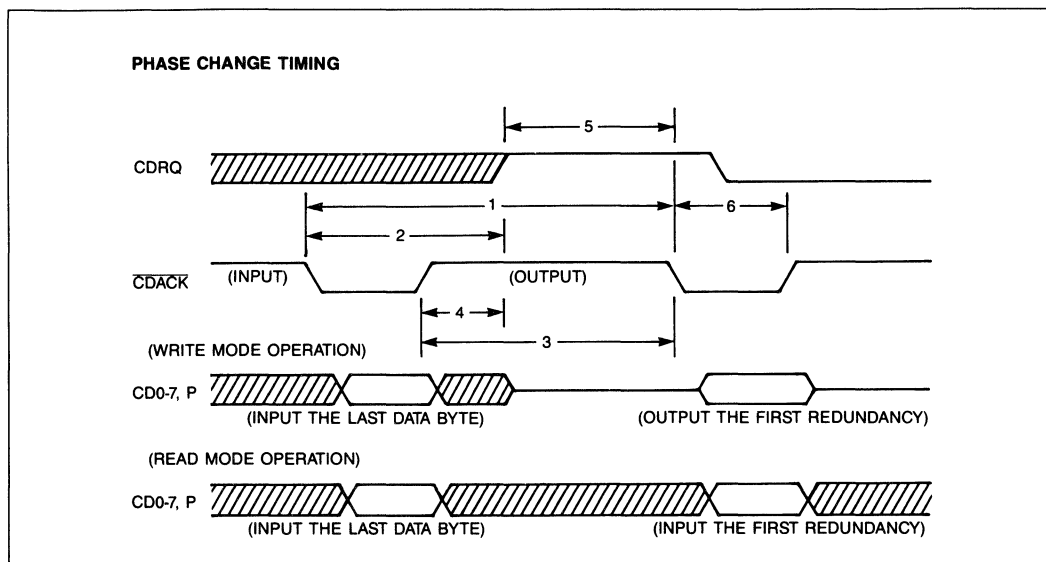 PHASE CHANGE TIMING
5
CDRQ
1
6
2
CDACK
(INPUT)
(OUTPUT)
4
3
(WRITE MODE OPERATION)
CD0-7, P
(INPUT THE LAST DATA BYTE)
(OUTPUT THE FIRST REDUNDANCY)
(READ MODE OPERATION)
CD0-7, P
(INPUT THE LAST DATA BYTE)
(INPUT THE FIRST REDUNDANCY)